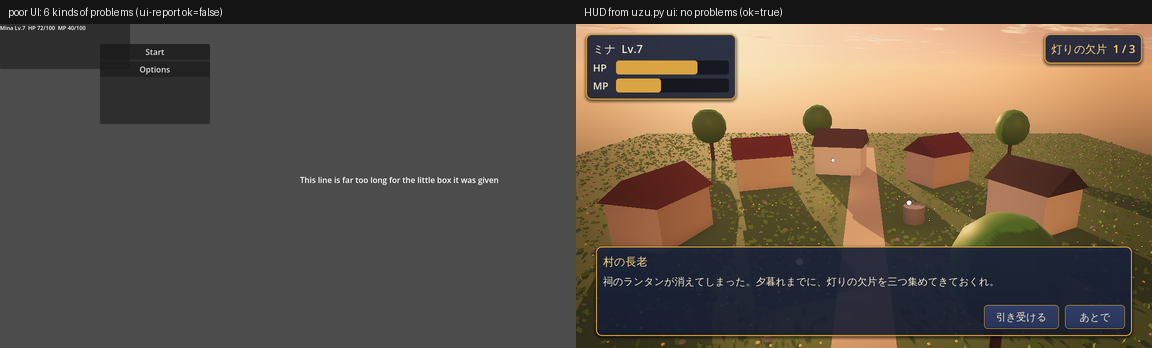 poor UI: 6 kinds of problems (ui-report ok=false)
Mina Lv.7 HP 72/100 MP 40/100
Start
Options
This line is far too long for the little box it was given
HUD from uzu.py ui: no problems (ok=true)
ミナ Lv.7
HP
MP
灯りの欠片 1 / 3
村の長老
祠のランタンが消えてしまった。夕暮れまでに、灯りの欠片を三つ集めてきておくれ。
引き受ける
あとで